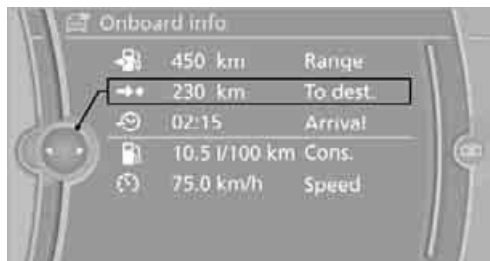 Onboard info
450 km Range
230 km To dest.
02:15 Arrival
10.5 l/100 km Cons.
75.0 km/h Speed